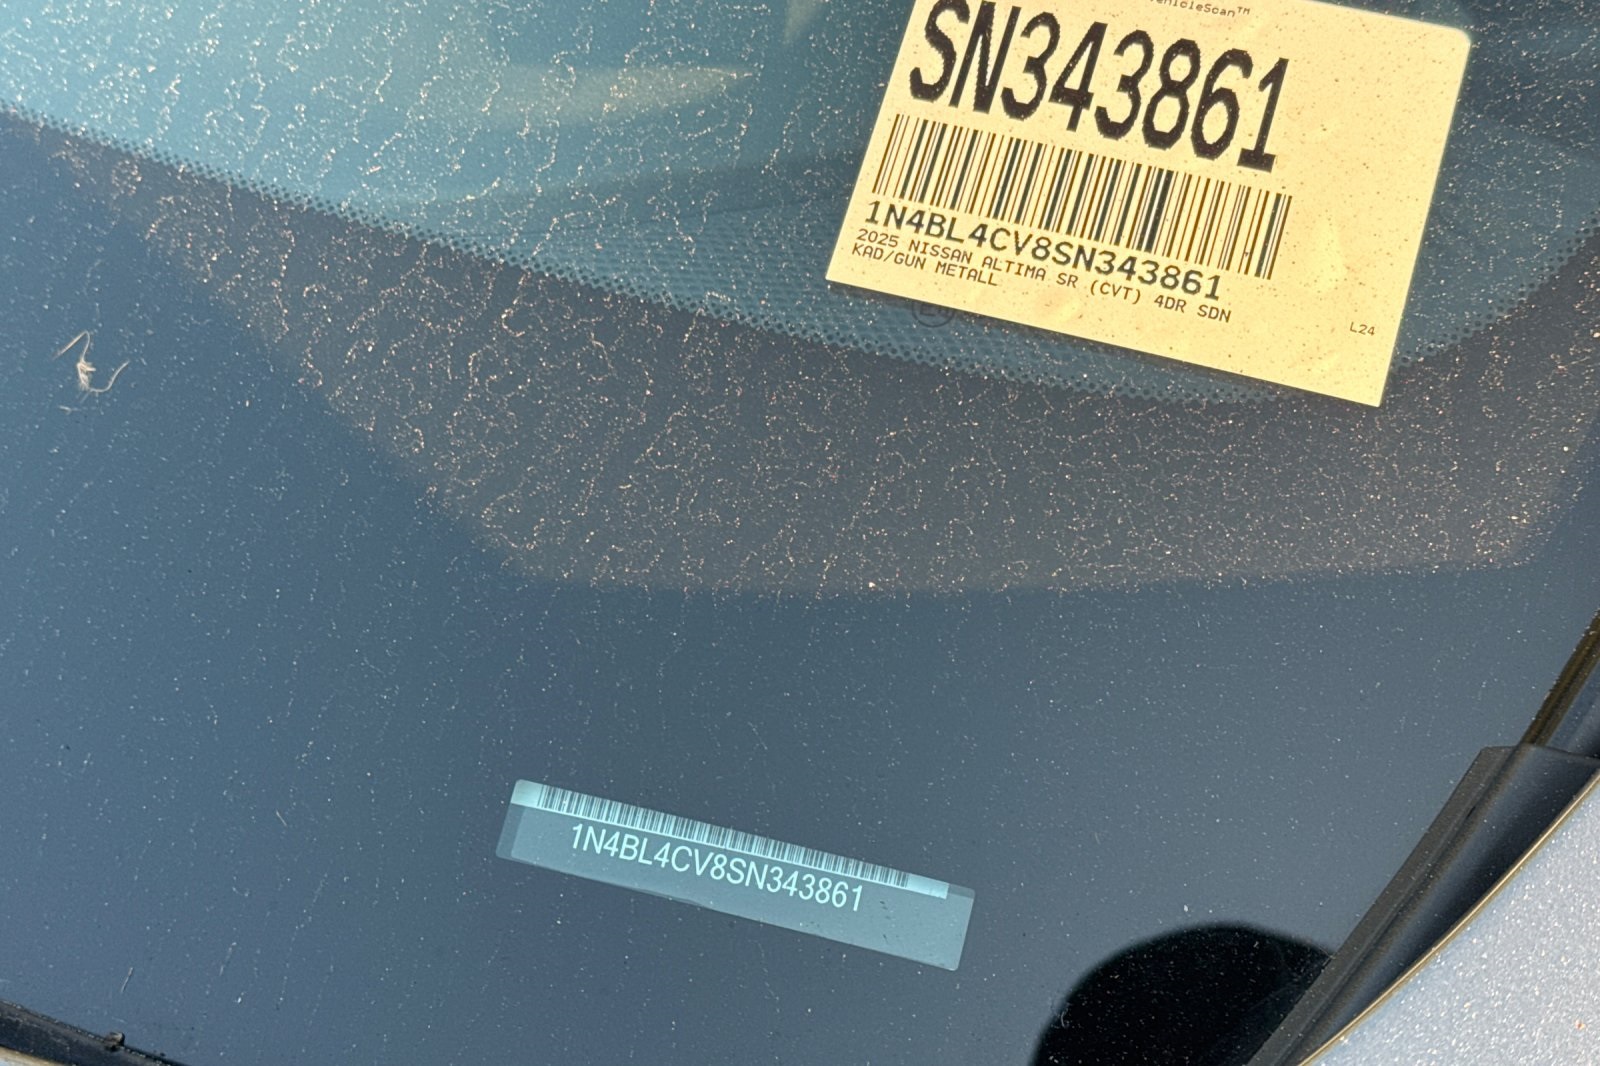 VehicleScan™
SN343861
1N4BL4CV8SN343861
2025 NISSAN ALTIMA SR (CVT) 4DR SDN
KAD/GUN METALL
L24
1N4BL4CV8SN343861